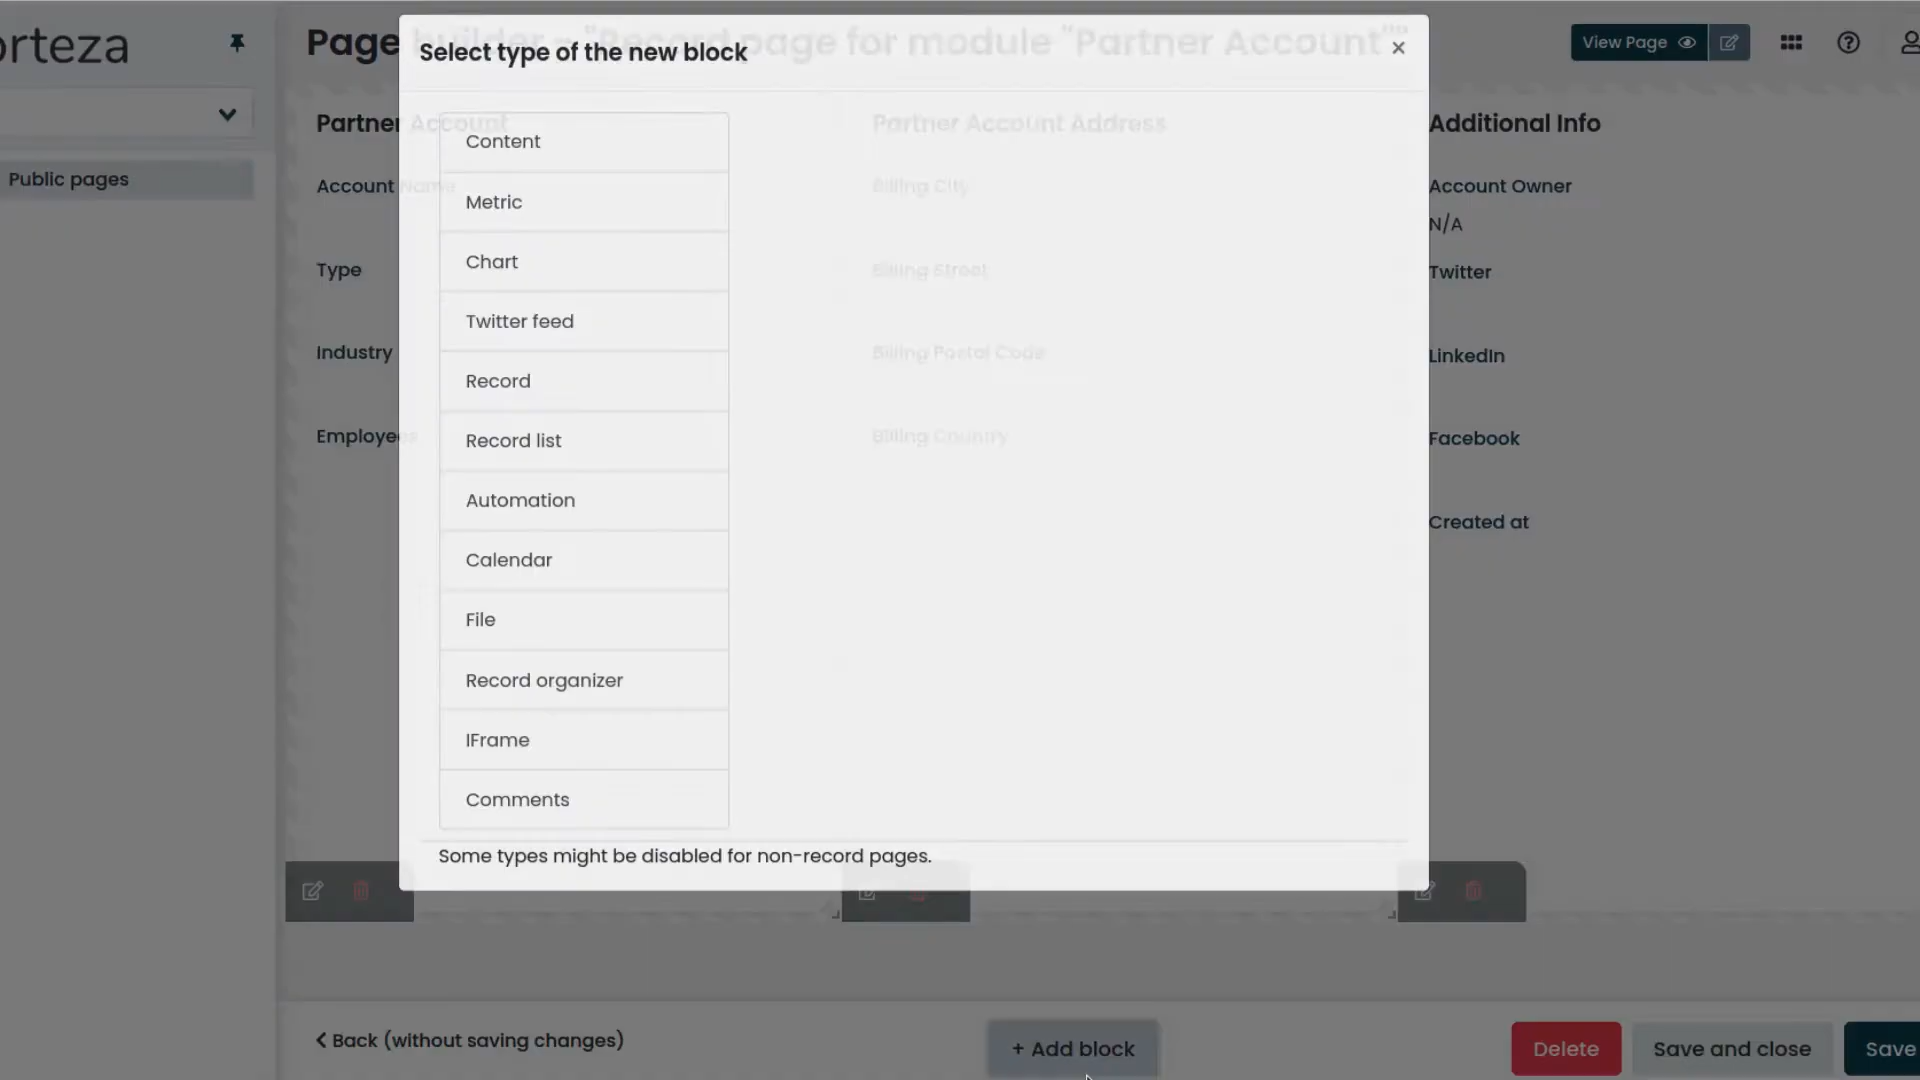 orteza
Page builder - "Record page for module "Partner Account""
View Page
Public pages
Select type of the new block
Content
Metric
Chart
Twitter feed
Record
Record list
Automation
Calendar
File
Record organizer
IFrame
Comments
Some types might be disabled for non-record pages.
Partner Account
Account Name
Type
Industry
Employees
Partner Account Address
Billing City
Billing Street
Billing Postal Code
Billing Country
Additional Info
Account Owner
N/A
Twitter
LinkedIn
Facebook
Created at
Back (without saving changes)
+ Add block
Delete
Save and close
Save